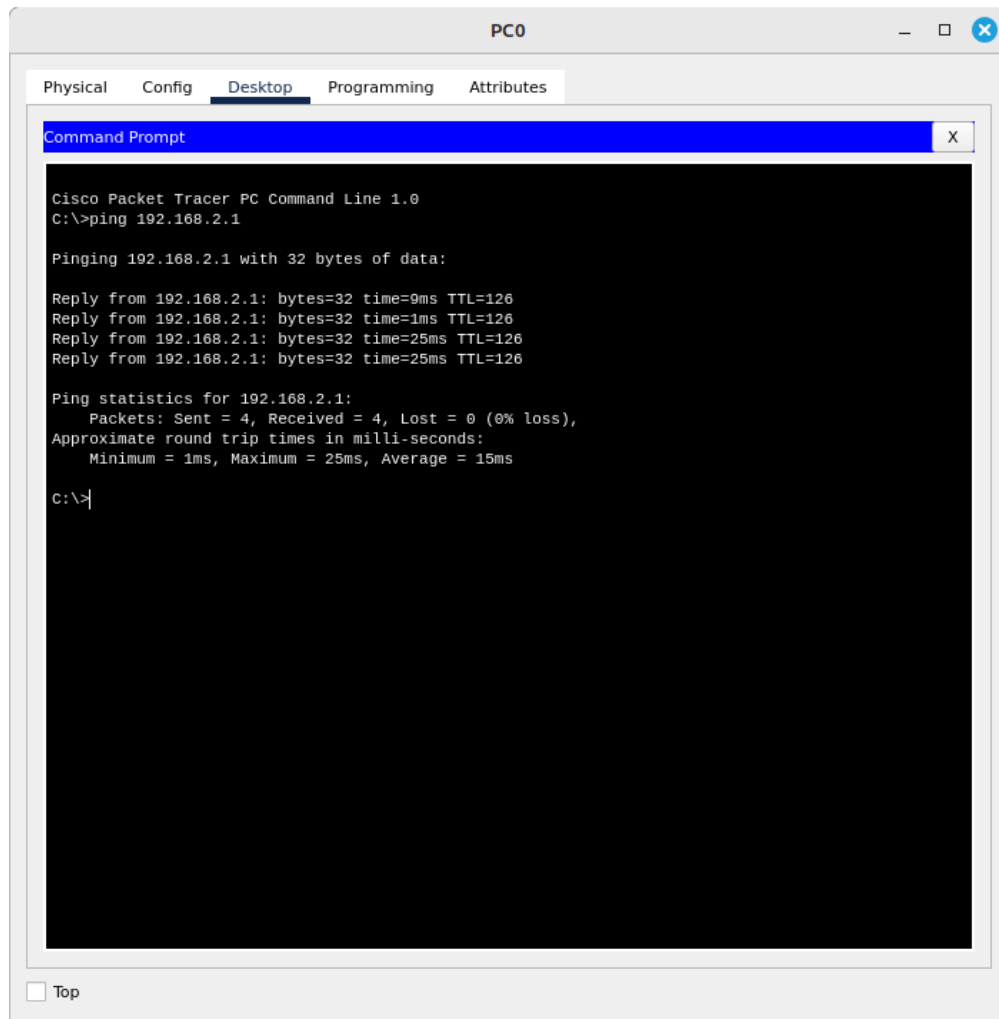 PC0
Physical Config Desktop Programming Attributes
Command Prompt
X
Cisco Packet Tracer PC Command Line 1.0
C:\>ping 192.168.2.1
Pinging 192.168.2.1 with 32 bytes of data:
Reply from 192.168.2.1: bytes=32 time=9ms TTL=126
Reply from 192.168.2.1: bytes=32 time=1ms TTL=126
Reply from 192.168.2.1: bytes=32 time=25ms TTL=126
Reply from 192.168.2.1: bytes=32 time=25ms TTL=126
Ping statistics for 192.168.2.1:
    Packets: Sent = 4, Received = 4, Lost = 0 (0% loss),
Approximate round trip times in milli-seconds:
    Minimum = 1ms, Maximum = 25ms, Average = 15ms
C:\>
Top